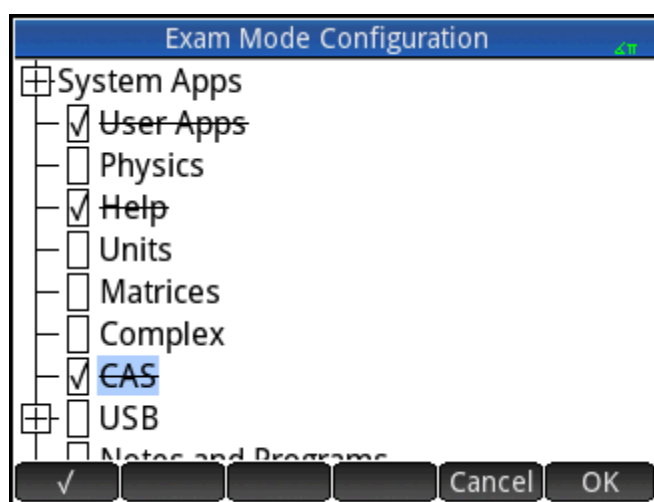 Exam Mode Configuration
∡π
System Apps
√ User Apps
Physics
√ Help
Units
Matrices
Complex
√ CAS
USB
Notes and Programs
√ Cancel OK